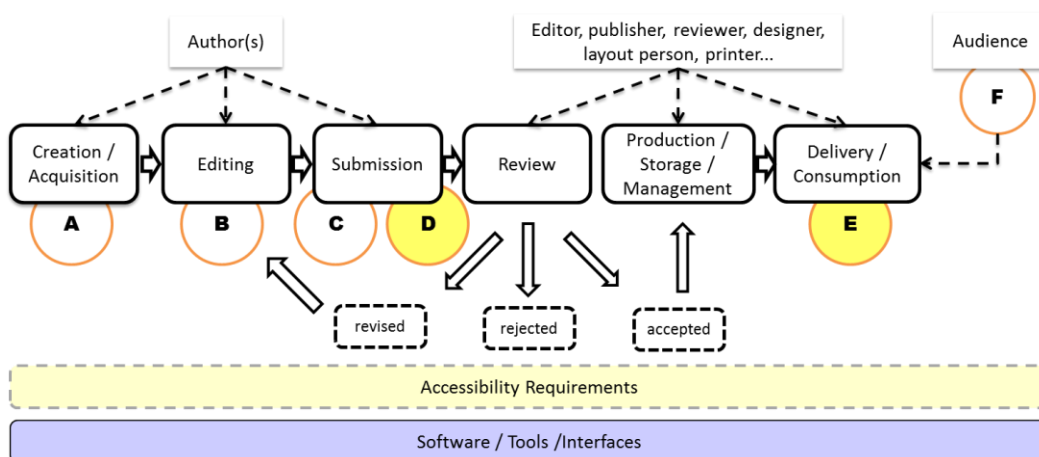 Author(s)
Editor, publisher, reviewer, designer,
layout person, printer...
Audience
F
Creation /
Acquisition
Editing
Submission
Review
Production /
Storage /
Management
Delivery /
Consumption
A
B
C
D
E
revised
rejected
accepted
Accessibility Requirements
Software / Tools /Interfaces